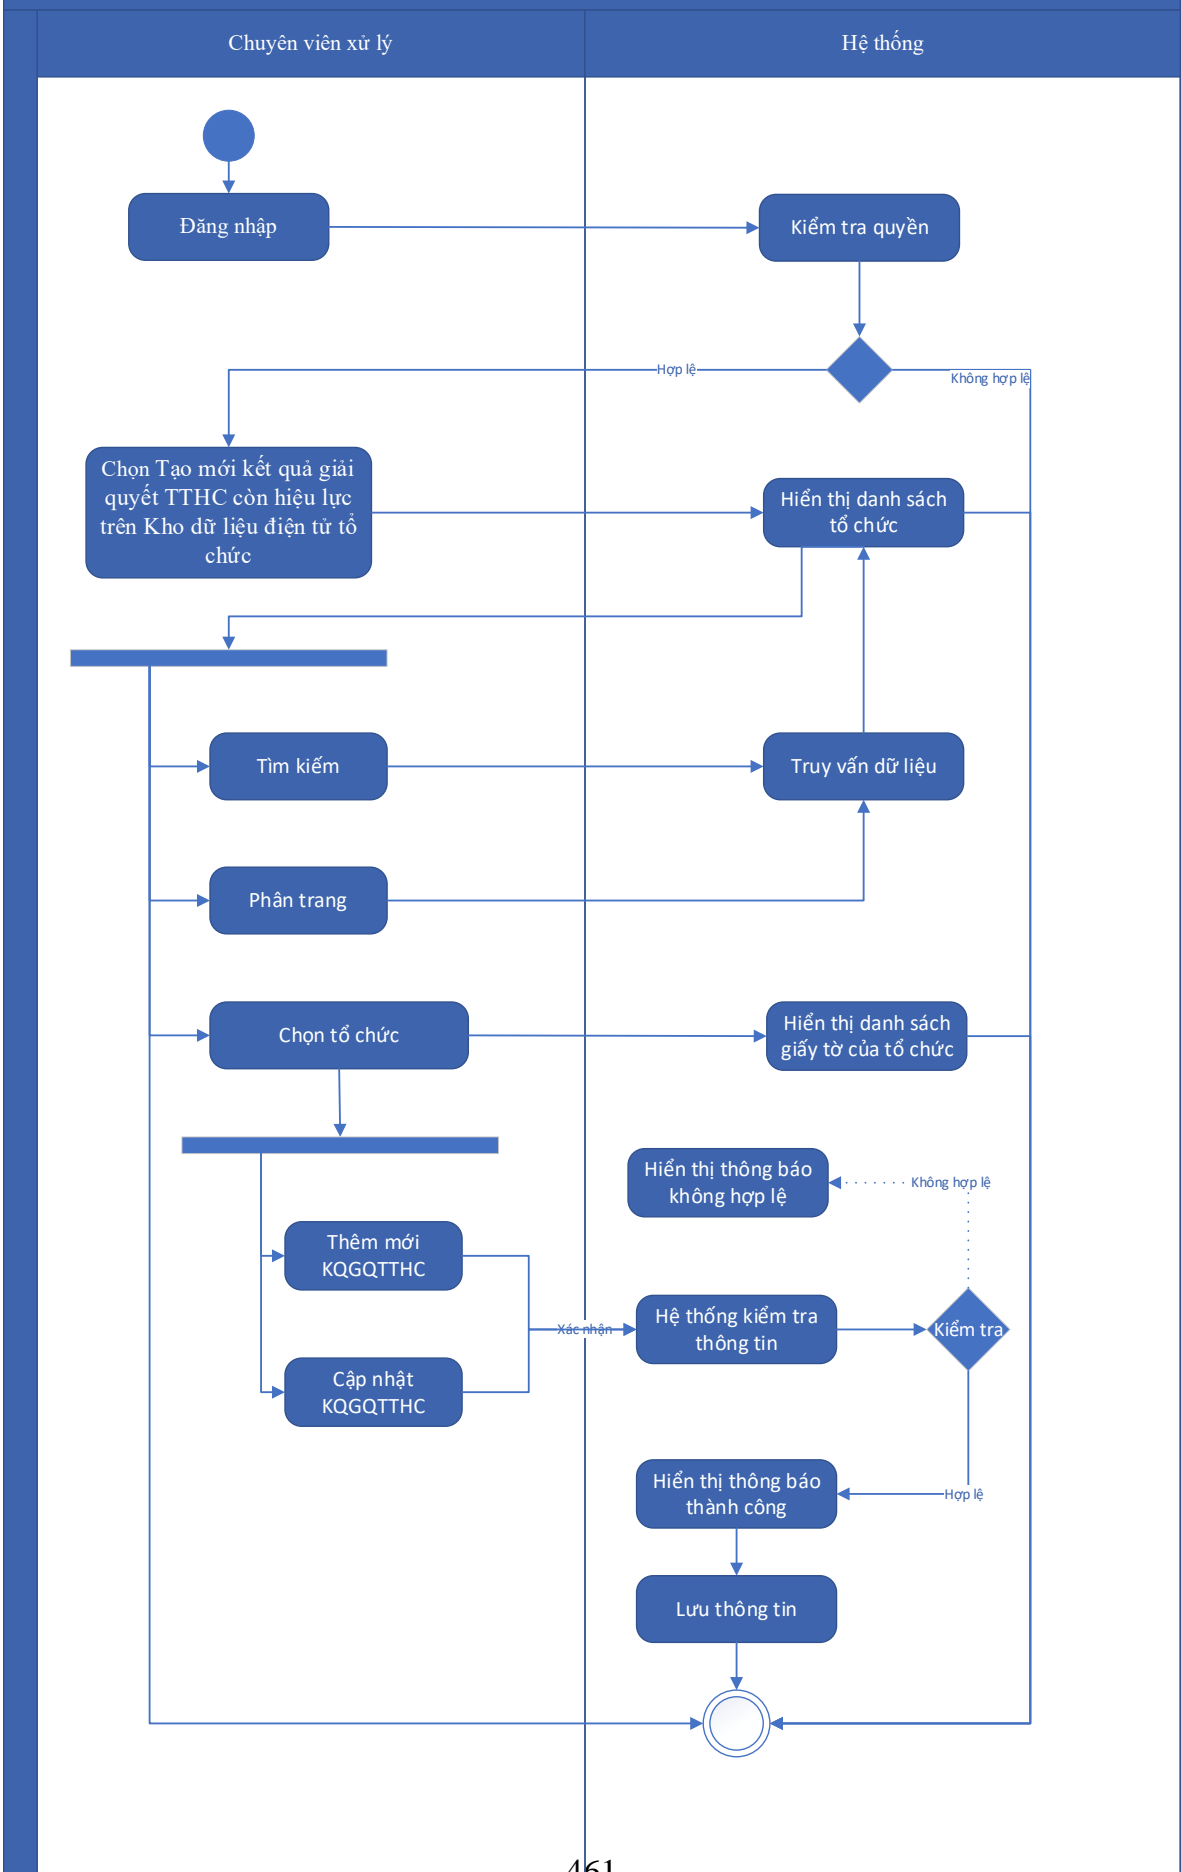 Chuyên viên xử lý
Hệ thống
Đăng nhập
Kiểm tra quyền
Hợp lệ
Không hợp lệ
Chọn Tạo mới kết quả giải
quyết TTHC còn hiệu lực
trên Kho dữ liệu điện tử tổ
chức
Hiển thị danh sách
tổ chức
Tìm kiếm
Truy vấn dữ liệu
Phân trang
Chọn tổ chức
Hiển thị danh sách
giấy tờ của tổ chức
Hiển thị thông báo
không hợp lệ
Không hợp lệ
Thêm mới
KQGQTTHC
Xác nhận
Hệ thống kiểm tra
thông tin
Kiểm tra
Cập nhật
KQGQTTHC
Hiển thị thông báo
thành công
Hợp lệ
Lưu thông tin
461